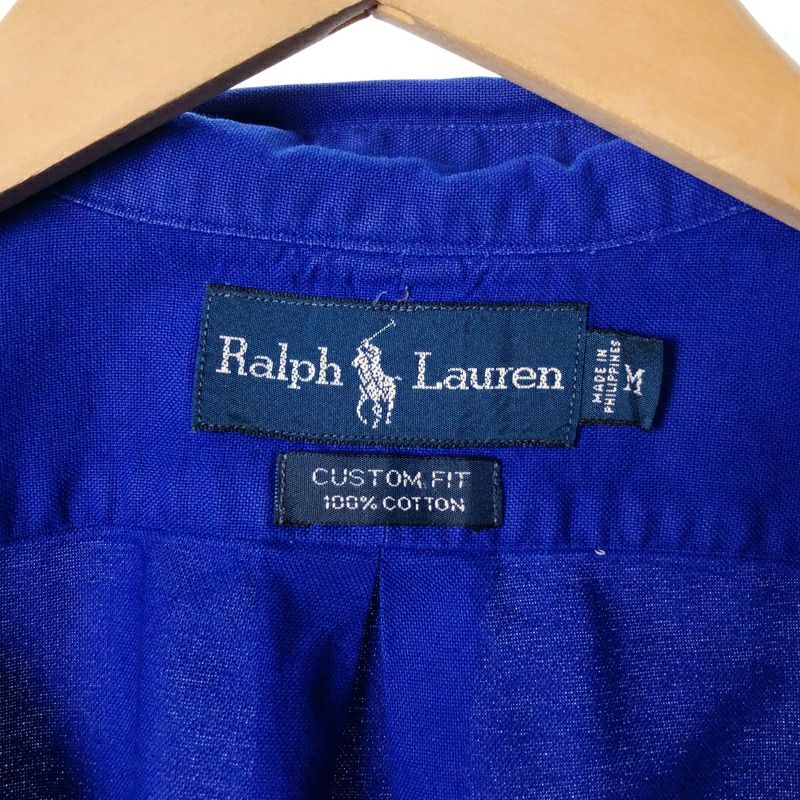 Ralph Lauren
MADE IN
PHILIPPINES
M
CUSTOM FIT
100% COTTON